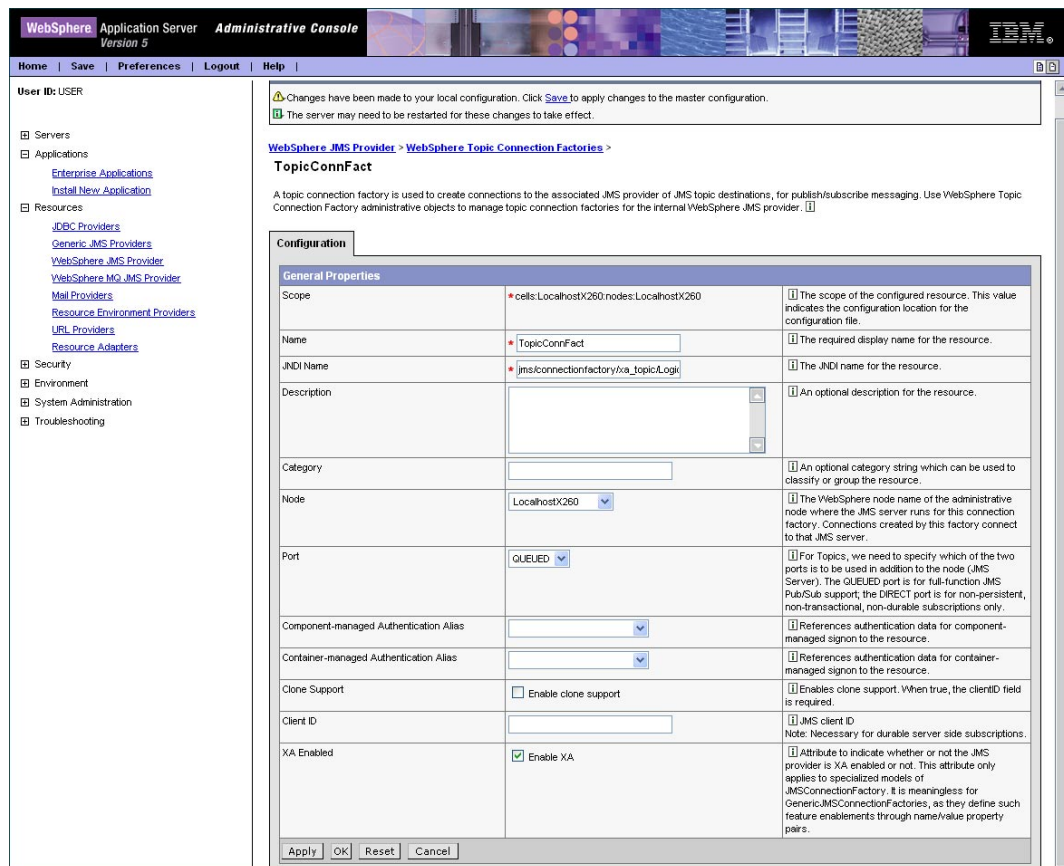 WebSphere Application Server Administrative Console
Version 5
IBM.
Home | Save | Preferences | Logout | Help |
User ID: USER
Servers
Applications
Enterprise Applications
Install New Application
Resources
JDBC Providers
Generic JMS Providers
WebSphere JMS Provider
WebSphere MQ JMS Provider
Mail Providers
Resource Environment Providers
URL Providers
Resource Adapters
Security
Environment
System Administration
Troubleshooting
Changes have been made to your local configuration. Click Save to apply changes to the master configuration.
The server may need to be restarted for these changes to take effect.
WebSphere JMS Provider > WebSphere Topic Connection Factories >
TopicConnFact
A topic connection factory is used to create connections to the associated JMS provider of JMS topic destinations, for publish/subscribe messaging. Use WebSphere Topic
Connection Factory administrative objects to manage topic connection factories for the internal WebSphere JMS provider. i
Configuration
General Properties
Scope
* cells:LocalhostX260:nodes:LocalhostX260
i The scope of the configured resource. This value
indicates the configuration location for the
configuration file.
Name
* TopicConnFact
i The required display name for the resource.
JNDI Name
* jms/connectionfactory/xa_topic/Logic
i The JNDI name for the resource.
Description
i An optional description for the resource.
Category
i An optional category string which can be used to
classify or group the resource.
Node
LocalhostX260
i The WebSphere node name of the administrative
node where the JMS server runs for this connection
factory. Connections created by this factory connect
to that JMS server.
Port
QUEUED
i For Topics, we need to specify which of the two
ports is to be used in addition to the node (JMS
Server). The QUEUED port is for full-function JMS
Pub/Sub support; the DIRECT port is for non-persistent,
non-transactional, non-durable subscriptions only.
Component-managed Authentication Alias
i References authentication data for component-
managed signon to the resource.
Container-managed Authentication Alias
i References authentication data for container-
managed signon to the resource.
Clone Support
Enable clone support
i Enables clone support. When true, the clientID field
is required.
Client ID
i JMS client ID
Note: Necessary for durable server side subscriptions.
XA Enabled
Enable XA
i Attribute to indicate whether or not the JMS
provider is XA enabled or not. This attribute only
applies to specialized models of
JMSConnectionFactory. It is meaningless for
GenericJMSConnectionFactories, as they define such
feature enablements through name/value property
pairs.
Apply OK Reset Cancel